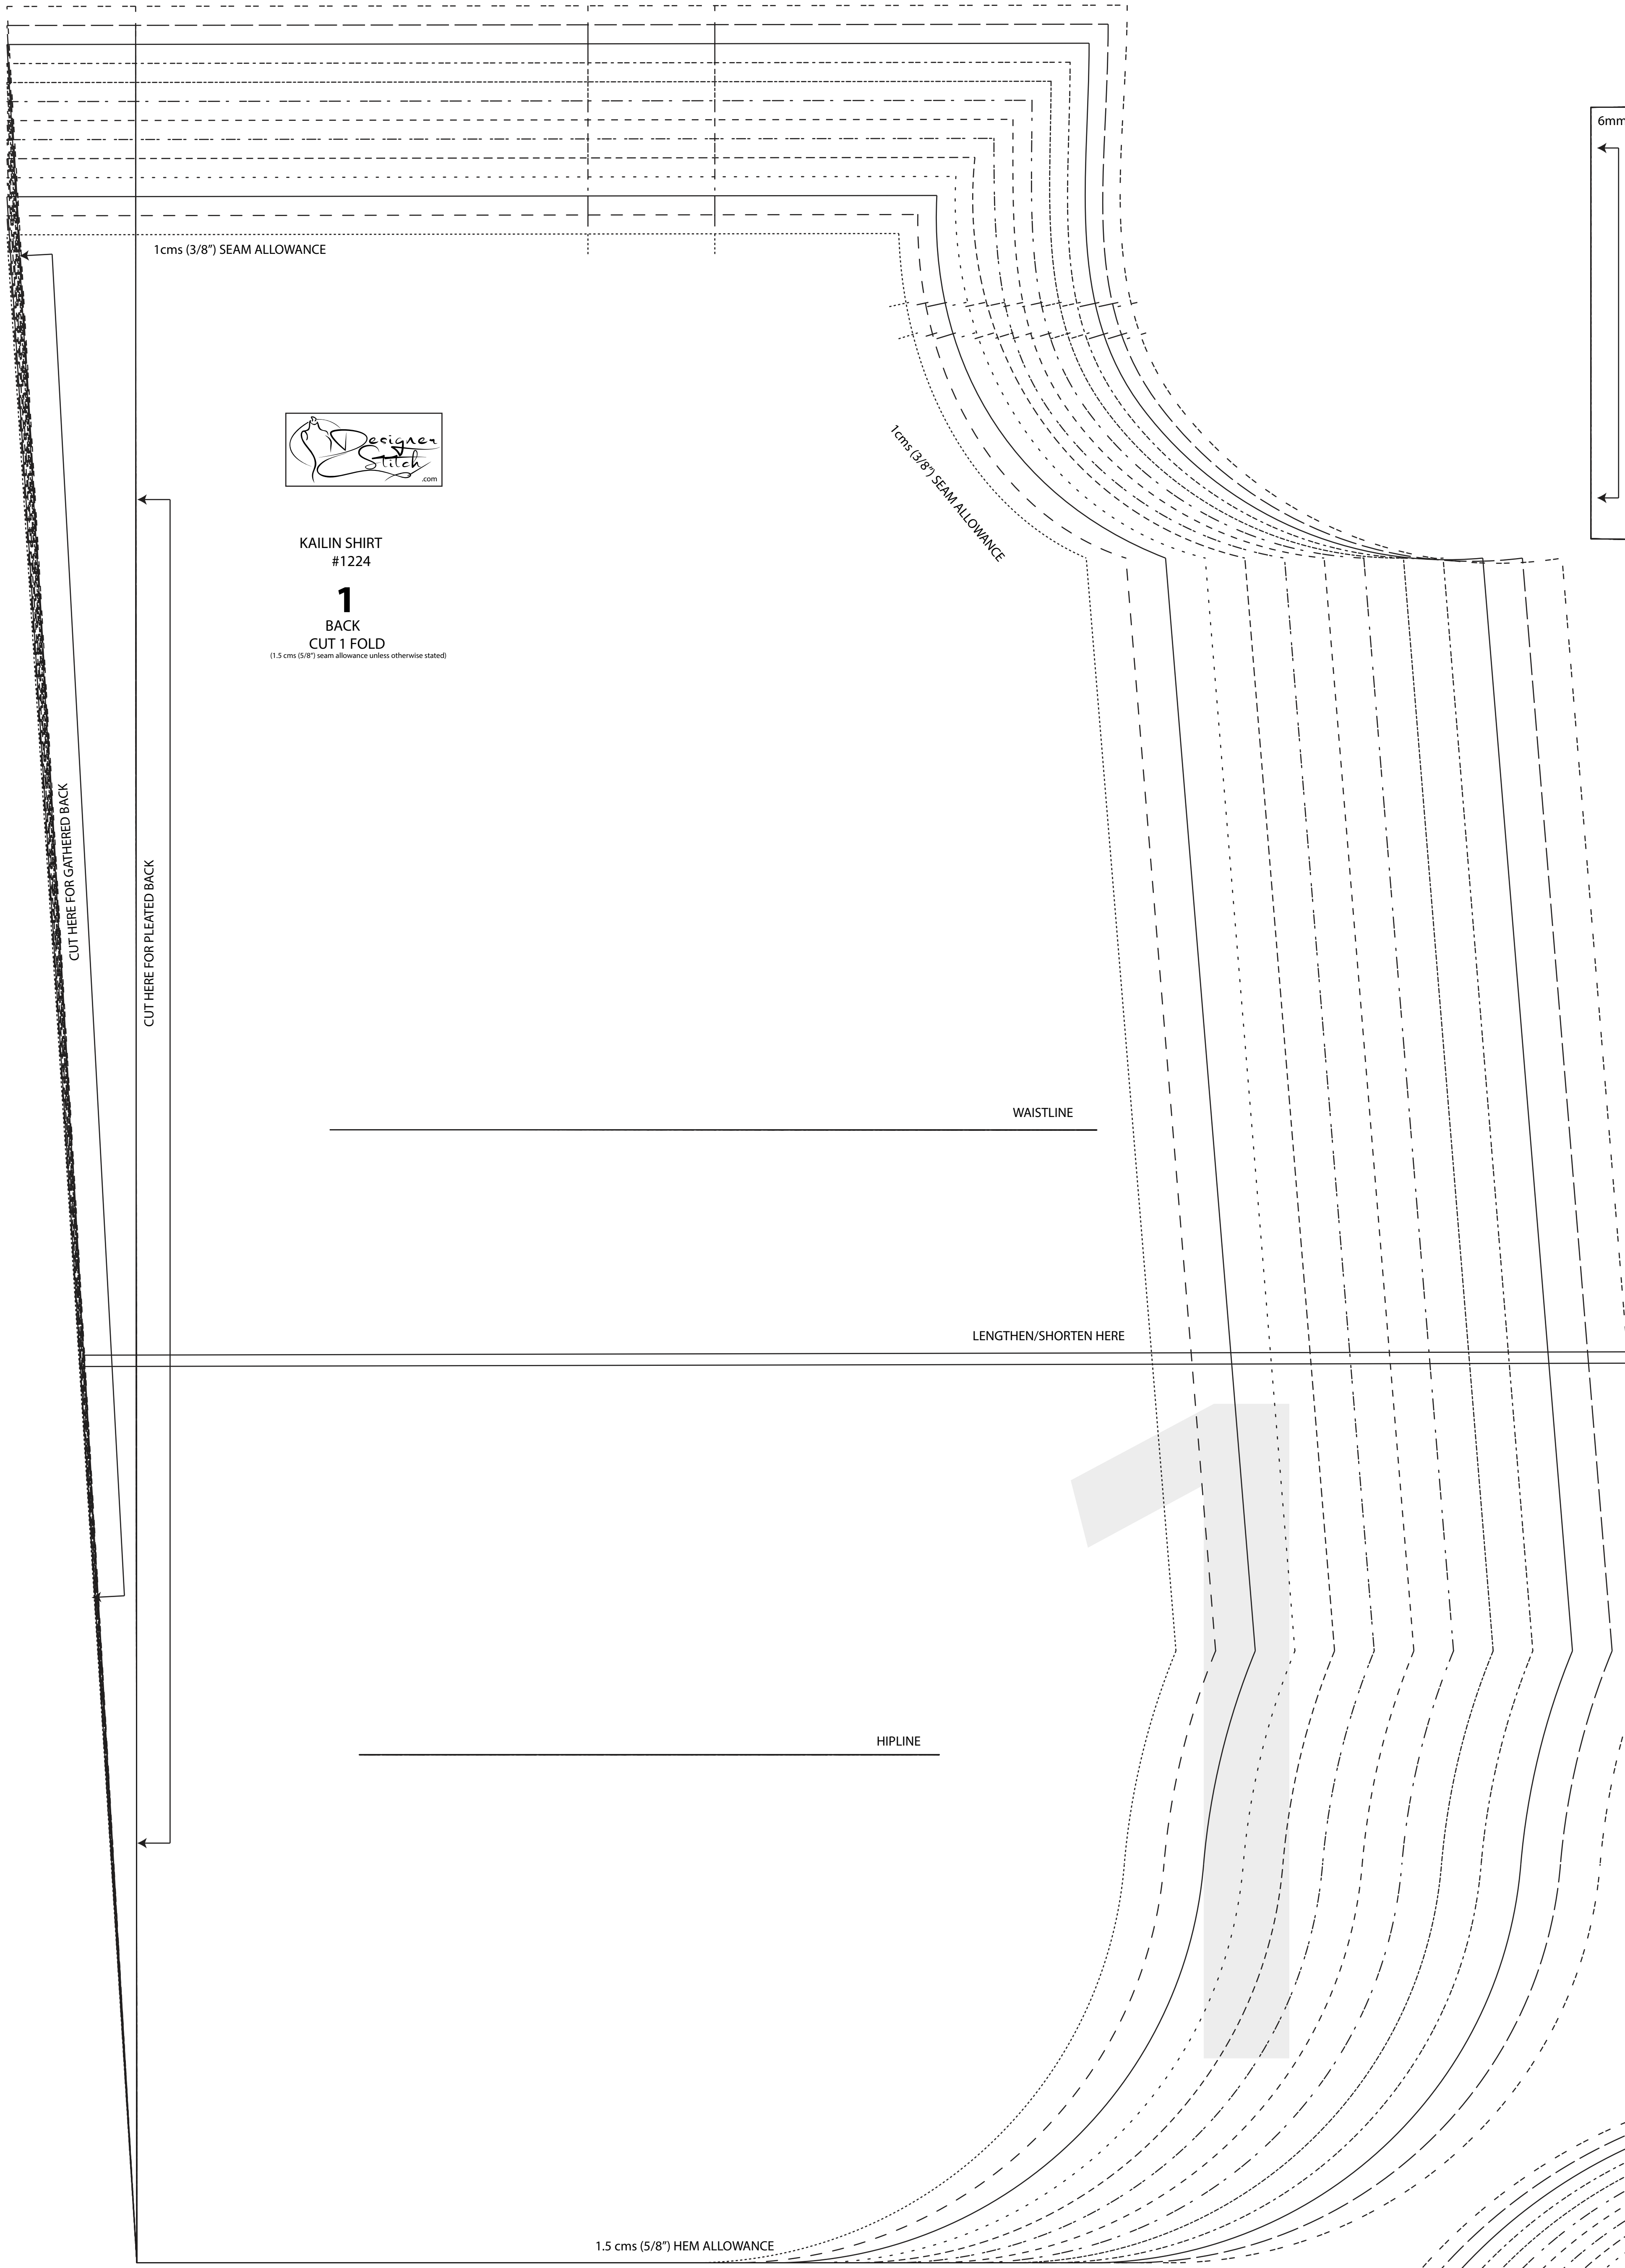 6mm
1cms (3/8”) SEAM ALLOWANCE
Designer
Stitch
.com
1cms (3/8”) SEAM ALLOWANCE
KAILIN SHIRT
#1224
1
BACK
CUT 1 FOLD
(1.5 cms (5/8”) seam allowance unless otherwise stated)
CUT HERE FOR GATHERED BACK
CUT HERE FOR PLEATED BACK
WAISTLINE
LENGTHEN/SHORTEN HERE
1
HIPLINE
1.5 cms (5/8”) HEM ALLOWANCE